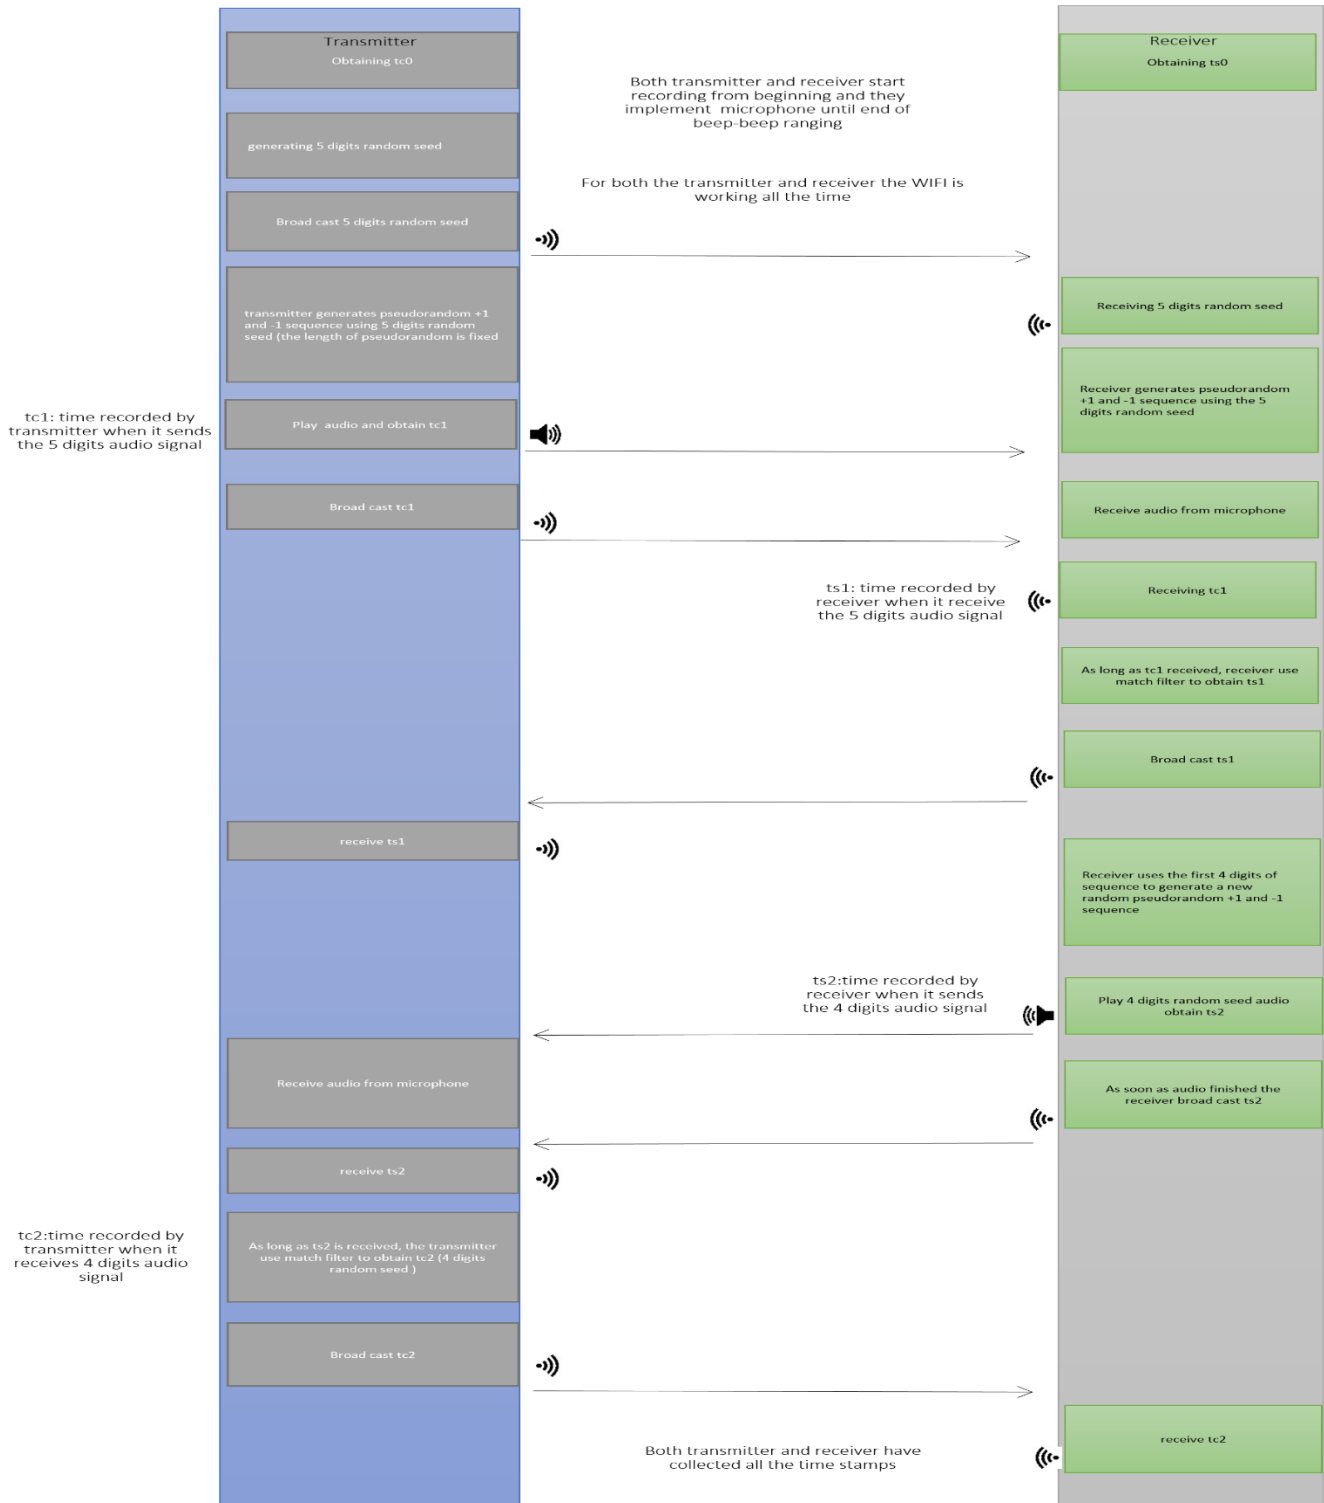 Transmitter
Obtaining tc0
Receiver
Obtaining ts0
Both transmitter and receiver start
recording from beginning and they
implement microphone until end of
beep-beep ranging
generating 5 digits random seed
For both the transmitter and receiver the WIFI is
working all the time
Broad cast 5 digits random seed
transmitter generates pseudorandom +1
and -1 sequence using 5 digits random
seed (the length of pseudorandom is fixed
Receiving 5 digits random seed
Receiver generates pseudorandom
+1 and -1 sequence using the 5
digits random seed
tc1: time recorded by
transmitter when it sends
the 5 digits audio signal
Play audio and obtain tc1
Broad cast tc1
Receive audio from microphone
ts1: time recorded by
receiver when it receive
the 5 digits audio signal
Receiving tc1
As long as tc1 received, receiver use
match filter to obtain ts1
Broad cast ts1
receive ts1
Receiver uses the first 4 digits of
sequence to generate a new
random pseudorandom +1 and -1
sequence
ts2:time recorded by
receiver when it sends
the 4 digits audio signal
Play 4 digits random seed audio
obtain ts2
Receive audio from microphone
As soon as audio finished the
receiver broad cast ts2
receive ts2
tc2:time recorded by
transmitter when it
receives 4 digits audio
signal
As long as ts2 is received, the transmitter
use match filter to obtain tc2 (4 digits
random seed )
Broad cast tc2
receive tc2
Both transmitter and receiver have
collected all the time stamps